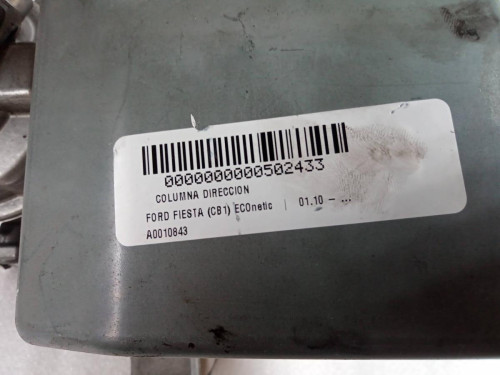 0000000000502433
COLUMNA DIRECCION
FORD FIESTA (CB1) ECOnetic | 01.10 - ...
A0010843